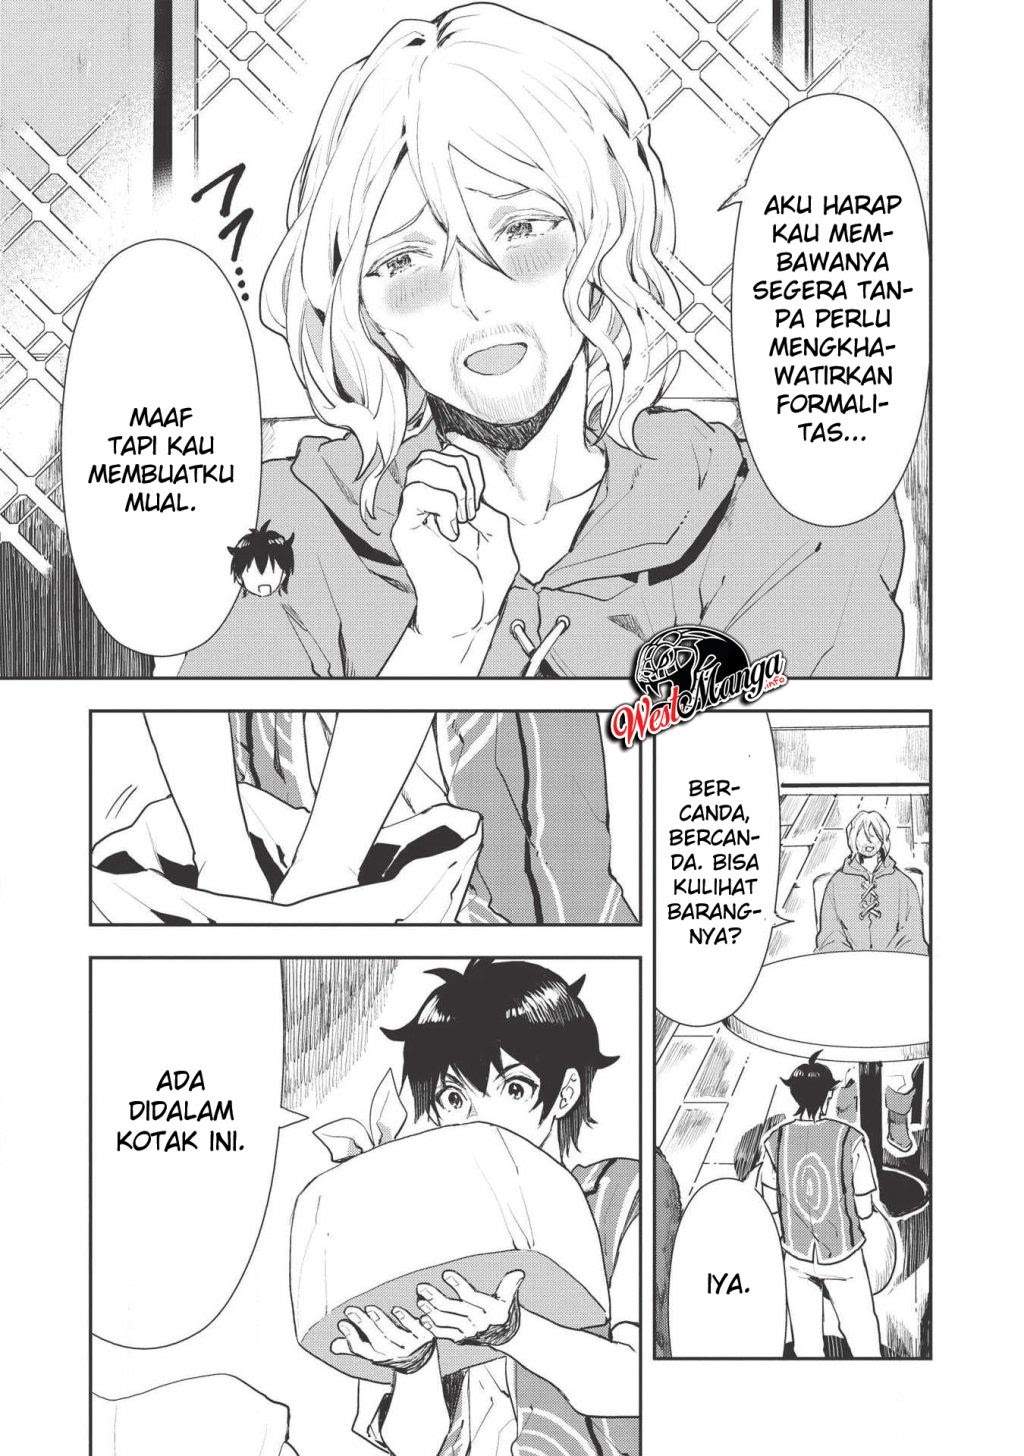 AKU HARAP
KAU MEM-
BAWANYA
SEGERA TAN-
PA PERLU
MENGKHA-
WATIRKAN
FORMALI-
TAS...
MAAF
TAPI KAU
MEMBUATKU
MUAL.
WestManga
.info
BER-
CANDA,
BERCAN-
DA. BISA
KULIHAT
BARANG-
NYA?
IYA.
ADA
DIDALAM
KOTAK INI.